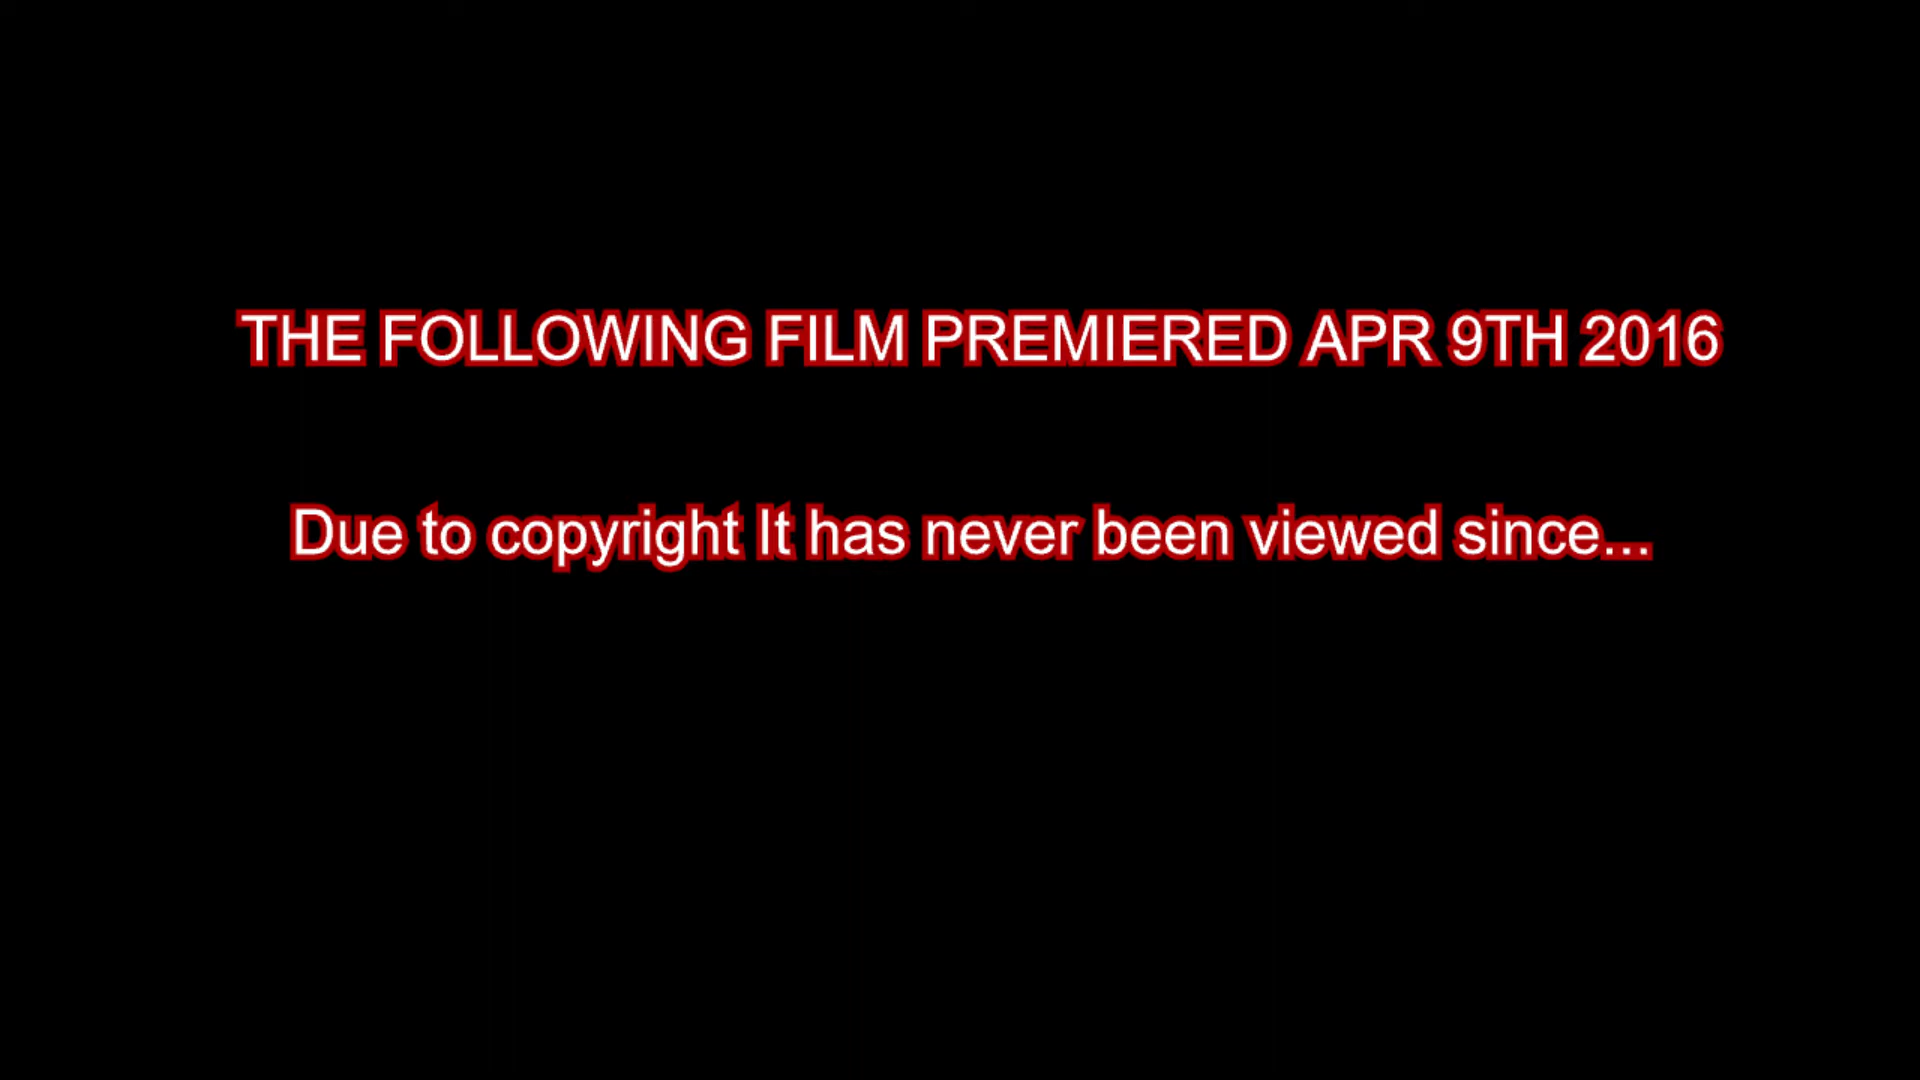 THE FOLLOWING FILM PREMIERED APR 9TH 2016
Due to copyright It has never been viewed since...